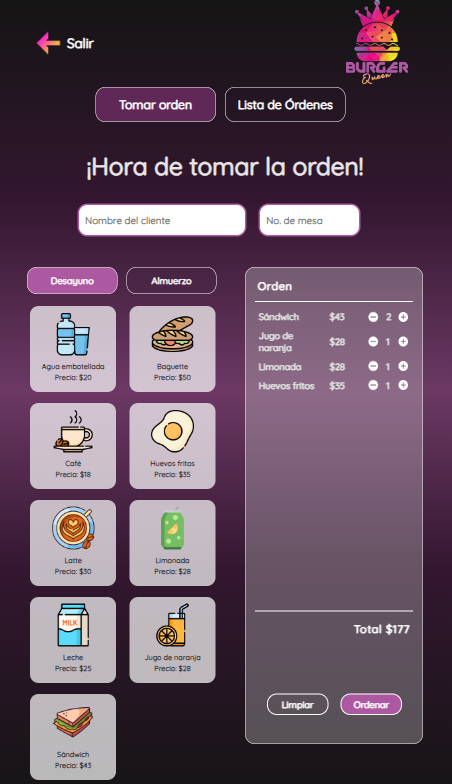 Salir
BURGER
Queen
Tomar orden
Lista de Órdenes
¡Hora de tomar la orden!
Nombre del cliente
No. de mesa
Desayuno
Almuerzo
Agua embotellada
Precio: $20
Baguette
Precio: $50
Café
Precio: $18
Huevos fritos
Precio: $35
Latte
Precio: $30
Limonada
Precio: $28
MILK
Leche
Precio: $25
Jugo de naranja
Precio: $28
Sándwich
Precio: $43
Orden
Sándwich $43 2
Jugo de
naranja $28 1
Limonada $28 1
Huevos fritos $35 1
Total $177
Limpiar
Ordenar